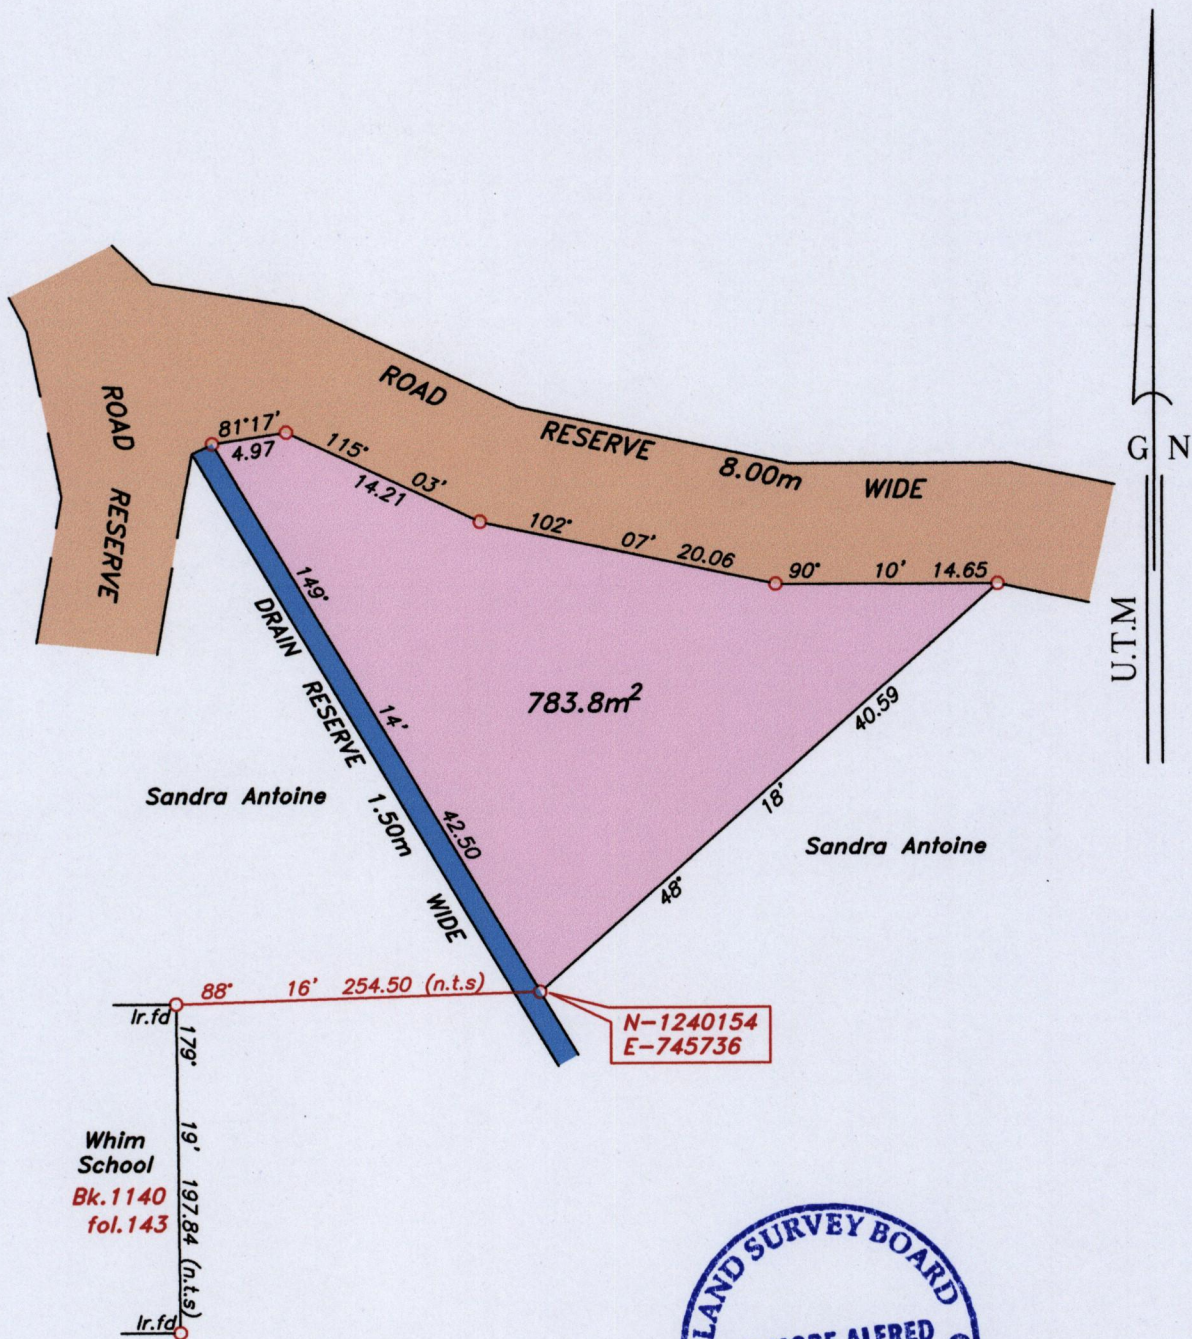 ROAD
RESERVE
8.00m
WIDE
ROAD
RESERVE
81°17'
4.97
115°
03'
14.21
102°
07'
20.06
90°
10'
14.65
G N
U.T.M
149°
14'
42.50
DRAIN
RESERVE
1.50m
WIDE
783.8m²
40.59
18'
48°
Sandra Antoine
Sandra Antoine
88° 16' 254.50 (n.t.s)
Ir.fd
N-1240154
E-745736
179°
19'
197.84 (n.t.s)
Whim
School
Bk.1140
fol.143
Ir.fd
LAND SURVEY BOARD
ALFRED